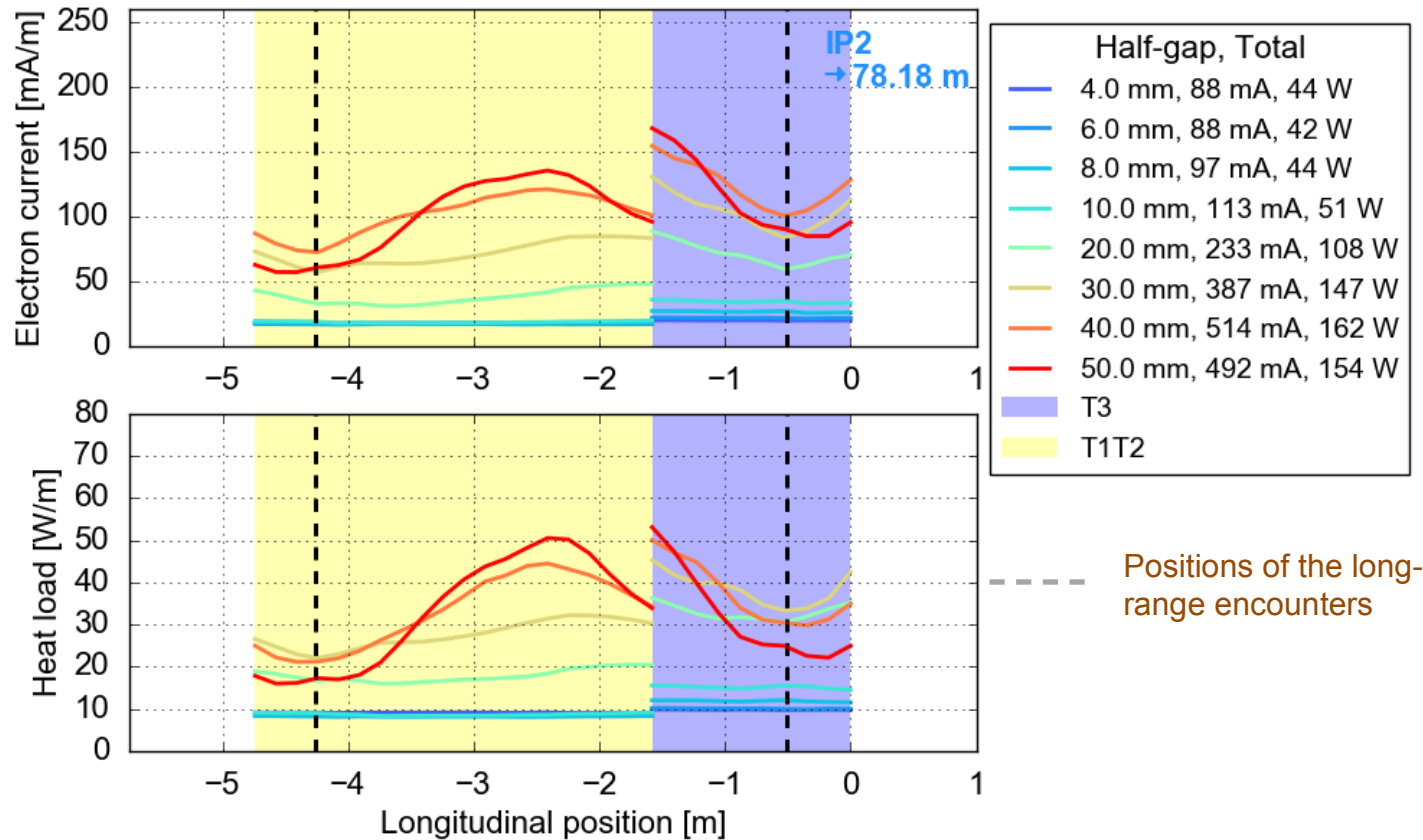 Electron current [mA/m]
260
200
150
100
50
0
IP2
→ 78.18 m
−5
−4
−3
−2
−1
0
1
Heat load [W/m]
80
70
60
50
40
30
20
10
0
−5
−4
−3
−2
−1
0
1
Longitudinal position [m]
Half-gap, Total
4.0 mm, 88 mA, 44 W
6.0 mm, 88 mA, 42 W
8.0 mm, 97 mA, 44 W
10.0 mm, 113 mA, 51 W
20.0 mm, 233 mA, 108 W
30.0 mm, 387 mA, 147 W
40.0 mm, 514 mA, 162 W
50.0 mm, 492 mA, 154 W
T3
T1T2
Positions of the long-
range encounters